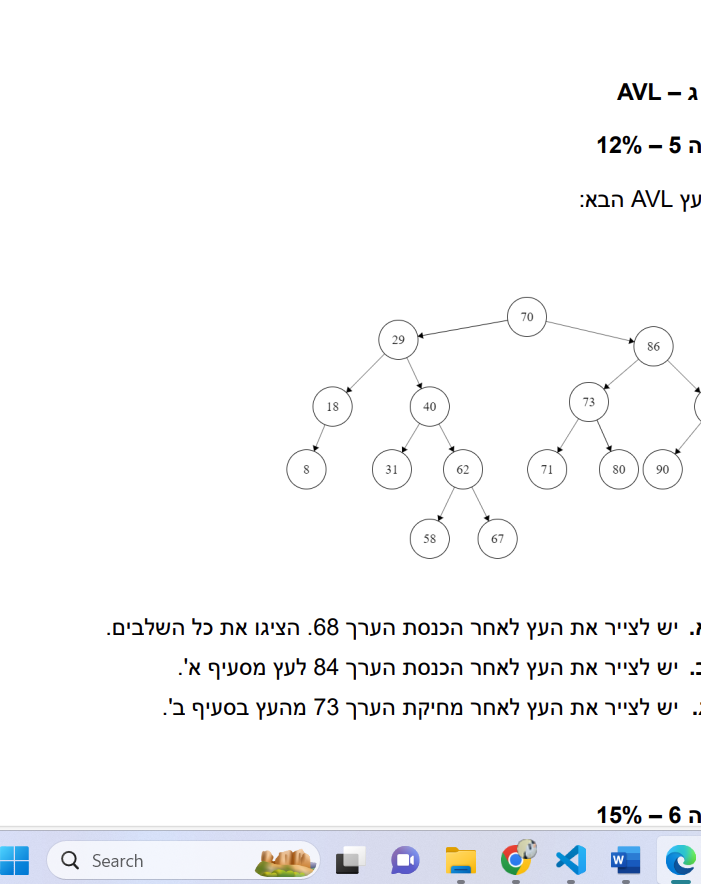 ג – AVL
ה 5 – 12%
עץ AVL הבא:
70
29
86
18
40
73
8
31
62
71
80
90
58
67
א. יש לצייר את העץ לאחר הכנסת הערך 68. הציגו את כל השלבים.
ב. יש לצייר את העץ לאחר הכנסת הערך 84 לעץ מסעיף א'.
ג. יש לצייר את העץ לאחר מחיקת הערך 73 מהעץ בסעיף ב'.
ה 6 – 15%
Search